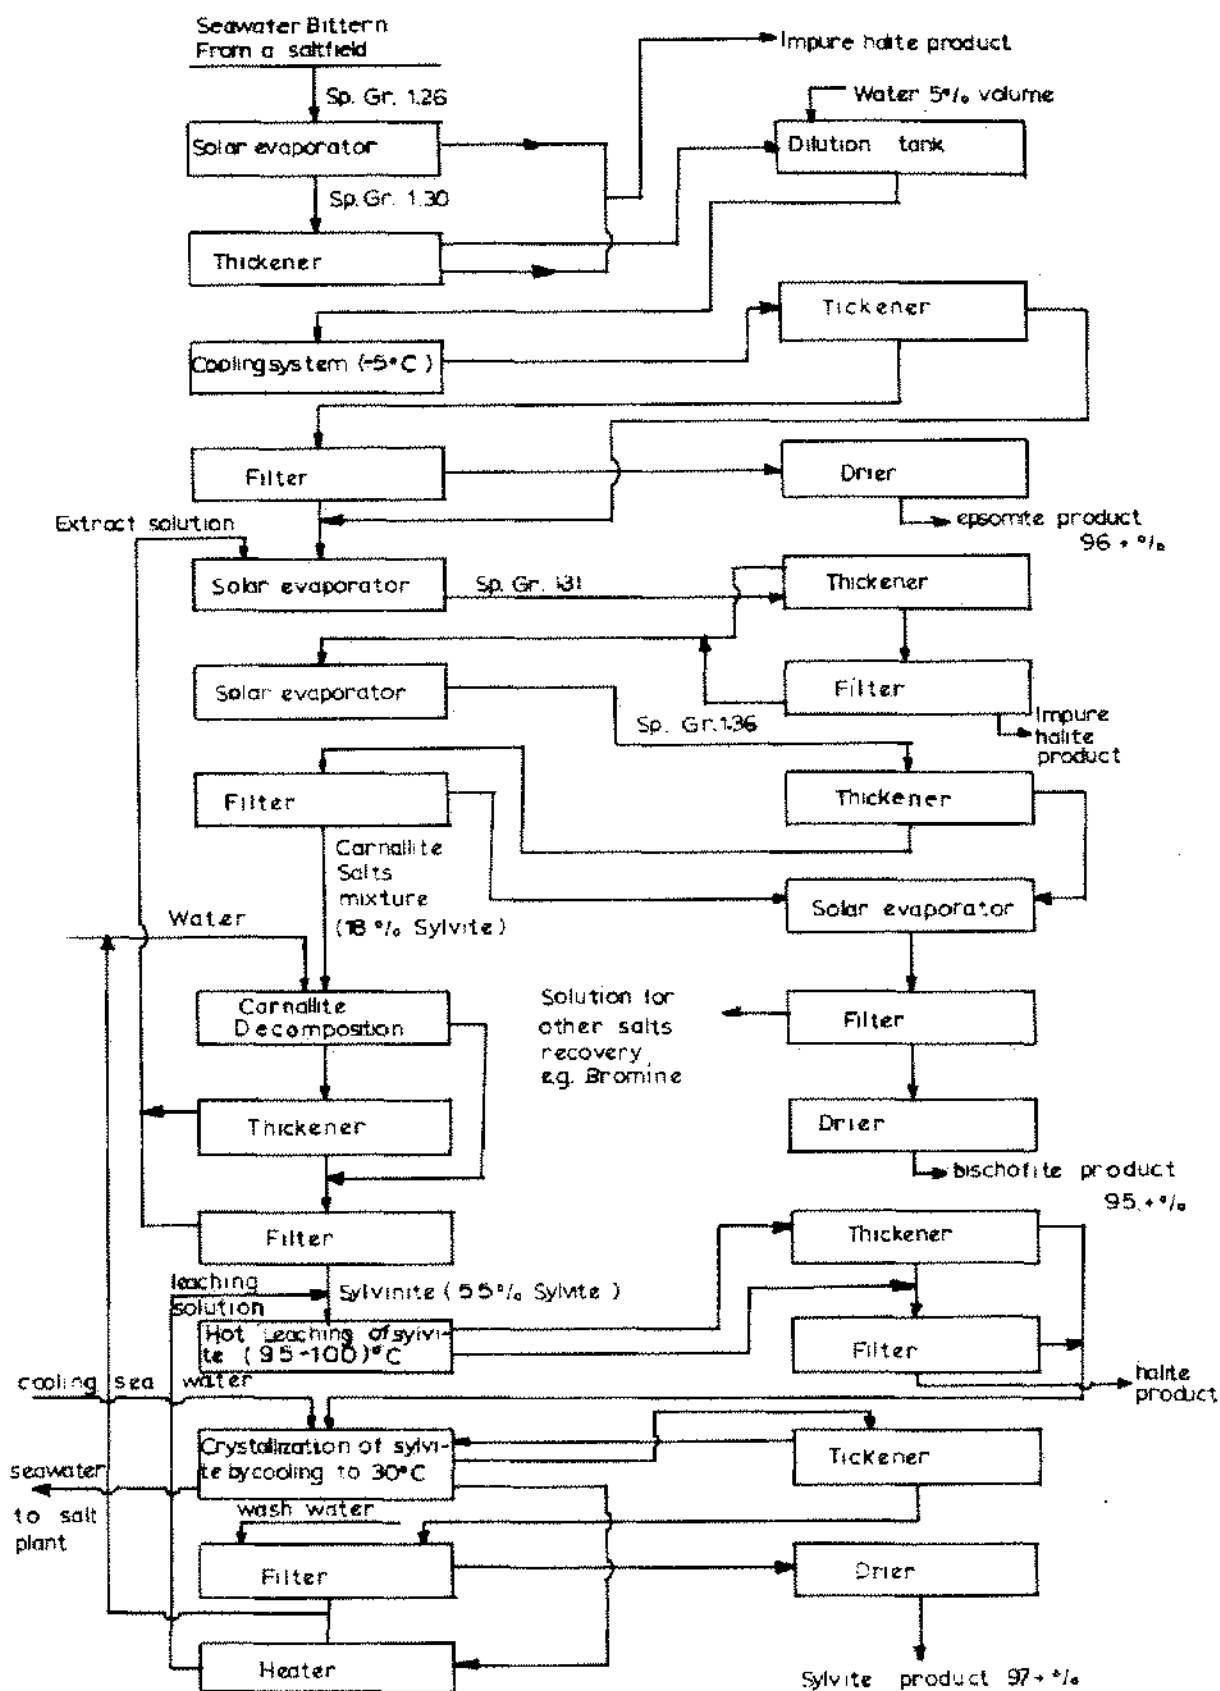 Seawater Bittern
From a saltfield
Impure halite product
Sp. Gr. 1.26
Water 5% volume
Solar evaporator
Dilution tank
Sp. Gr. 1.30
Thickener
Tickener
Cooling system (-5°C)
Filter
Drier
Extract solution
epsomite product
96 + %
Solar evaporator
Sp. Gr. 1.31
Thickener
Solar evaporator
Filter
Sp. Gr. 1.36
Impure
halite
product
Filter
Thickener
Carnallite
Salts
mixture
(18 % Sylvite)
Solar evaporator
Water
Carnallite
Decomposition
Solution for
other salts
recovery
e.g. Bromine
Filter
Thickener
Drier
bischofite product
95 + %
Filter
Thickener
leaching
solution
Sylvinite ( 55% Sylvite )
Hot Leaching of sylvi-
te ( 95-100)°C
Filter
cooling sea water
halite
product
Crystallization of sylvi-
te by cooling to 30°C
Tickener
seawater
to salt
plant
wash water
Filter
Drier
Heater
Sylvite product 97+ %